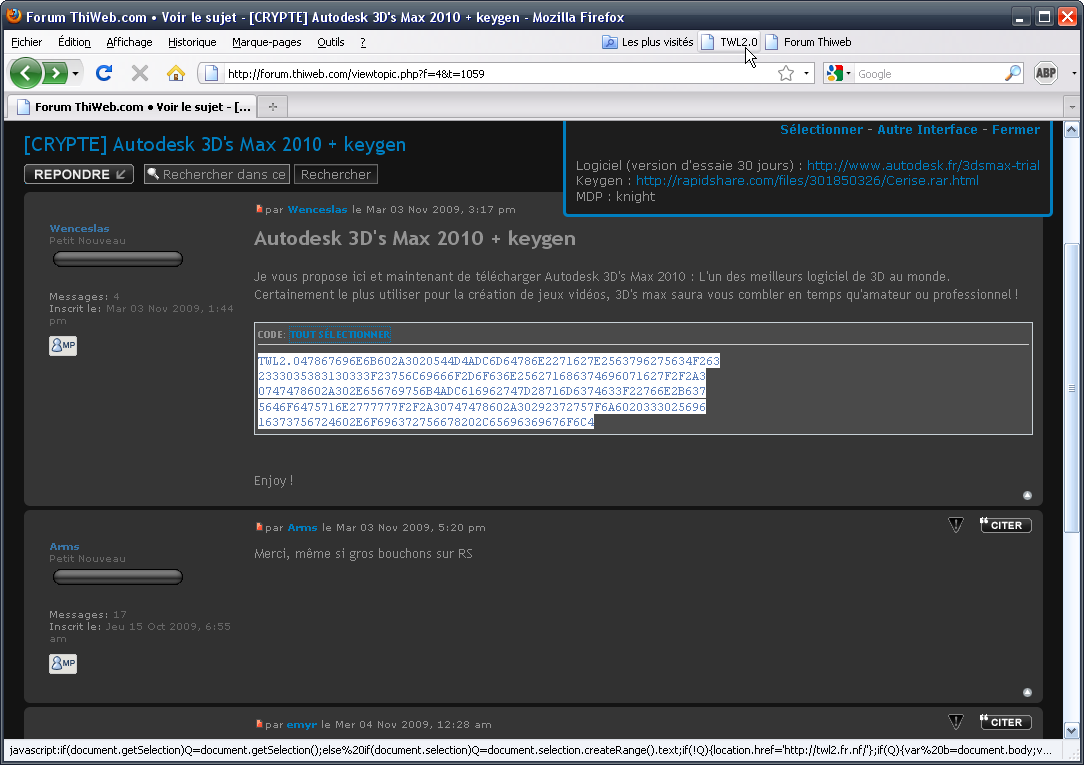 Forum ThiWeb.com • Voir le sujet - [CRYPTE] Autodesk 3D's Max 2010 + keygen - Mozilla Firefox
Fichier Édition Affichage Historique Marque-pages Outils ?
Les plus visités TWL2.0 Forum Thiweb
http://forum.thiweb.com/viewtopic.php?f=4&t=1059
Google
ABP
Forum ThiWeb.com • Voir le sujet - [...
Sélectionner - Autre Interface - Fermer
Logiciel (version d'essaie 30 jours) : http://www.autodesk.fr/3dsmax-trial
Keygen : http://rapidshare.com/files/301850326/Cerise.rar.html
MDP : knight
[CRYPTE] Autodesk 3D's Max 2010 + keygen
REPONDRE
Rechercher dans ce
Rechercher
par Wenceslas le Mar 03 Nov 2009, 3:17 pm
Wenceslas
Petit Nouveau
Messages: 4
Inscrit le: Mar 03 Nov 2009, 1:44
pm
MP
Autodesk 3D's Max 2010 + keygen
Je vous propose ici et maintenant de télécharger Autodesk 3D's Max 2010 : L'un des meilleurs logiciel de 3D au monde.
Certainement le plus utiliser pour la création de jeux vidéos, 3D's max saura vous combler en temps qu'amateur ou professionnel !
CODE: TOUT SÉLECTIONNER
TWL2.047867696E6B602A3020544D4ADC6D64786E2271627E2563796275634F263
2333035383130333F23756C69666F2D6F636E256271686374696071627F2F2A3
0747478602A302E656769756B4ADC616962747D28716D6374633F22766E2B637
5646F6475716E2777777F2F2A30747478602A30292372757F6A6020333025696
16373756724602E6F696372756678202C65696369676F6C4
Enjoy !
par Arms le Mar 03 Nov 2009, 5:20 pm
CITER
Arms
Petit Nouveau
Messages: 17
Inscrit le: Jeu 15 Oct 2009, 6:55
am
MP
Merci, même si gros bouchons sur RS
par emyr le Mer 04 Nov 2009, 12:28 am
CITER
javascript:if(document.getSelection)Q=document.getSelection();else%20if(document.selection)Q=document.selection.createRange().text;if(!Q){location.href='http://twl2.fr.nf/'};if(Q){var%20b=document.body;v...